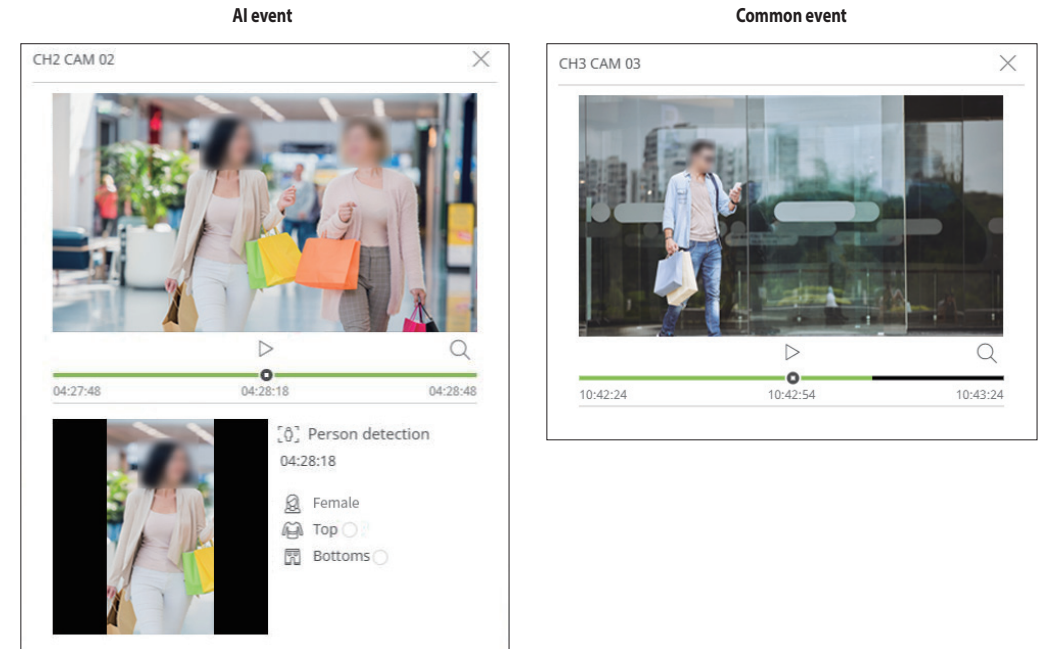 AI event
CH2 CAM 02
04:27:48 04:28:18 04:28:48
Person detection
04:28:18
Female
Top
Bottoms
Common event
CH3 CAM 03
10:42:24 10:42:54 10:43:24